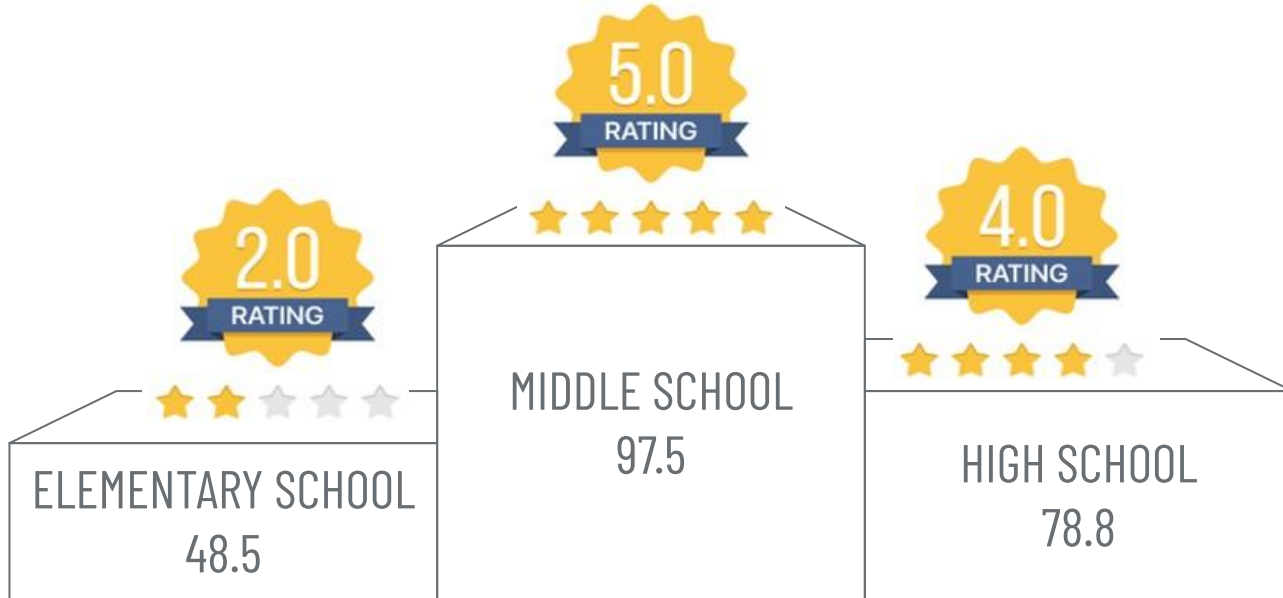 2.0
RATING
ELEMENTARY SCHOOL
48.5
5.0
RATING
MIDDLE SCHOOL
97.5
4.0
RATING
HIGH SCHOOL
78.8